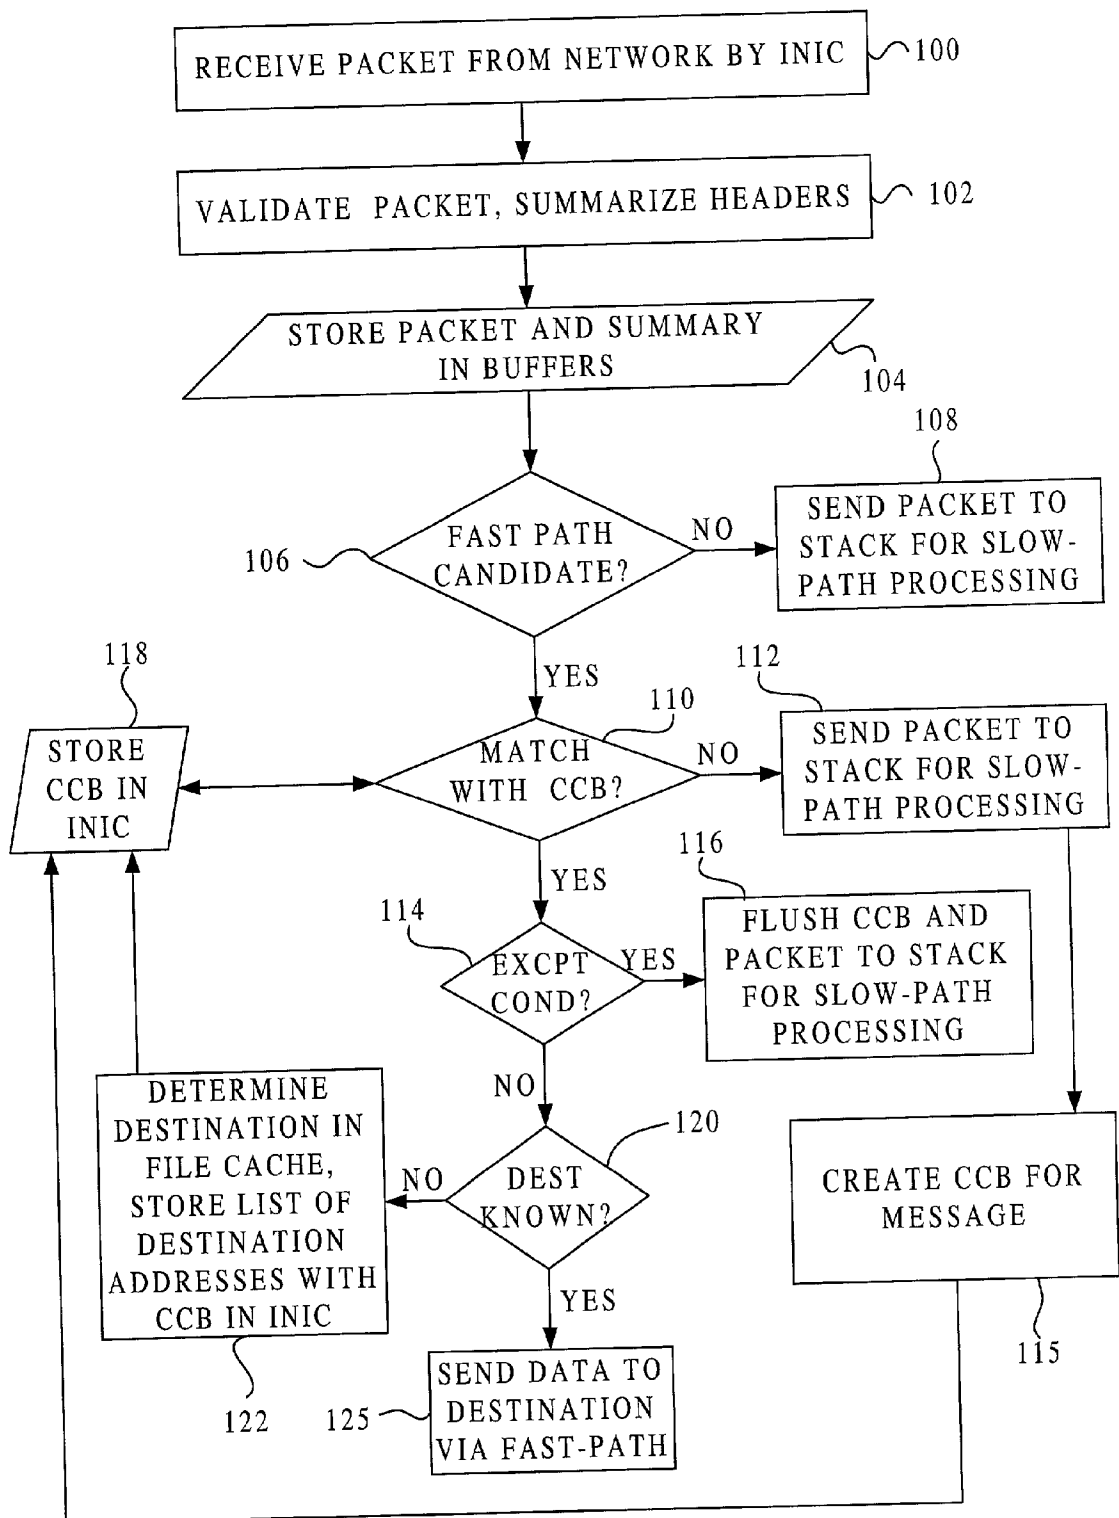 RECEIVE PACKET FROM NETWORK BY INIC
100
VALIDATE PACKET, SUMMARIZE HEADERS
102
STORE PACKET AND SUMMARY
IN BUFFERS
104
FAST PATH
CANDIDATE?
106
NO
108
SEND PACKET TO
STACK FOR SLOW-
PATH PROCESSING
YES
118
STORE
CCB IN
INIC
110
MATCH
WITH CCB?
NO
112
SEND PACKET TO
STACK FOR SLOW-
PATH PROCESSING
YES
114
EXCPT
COND?
YES
116
FLUSH CCB AND
PACKET TO STACK
FOR SLOW-PATH
PROCESSING
NO
DETERMINE
DESTINATION IN
FILE CACHE,
STORE LIST OF
DESTINATION
ADDRESSES WITH
CCB IN INIC
122
NO
120
DEST
KNOWN?
CREATE CCB FOR
MESSAGE
115
YES
125
SEND DATA TO
DESTINATION
VIA FAST-PATH